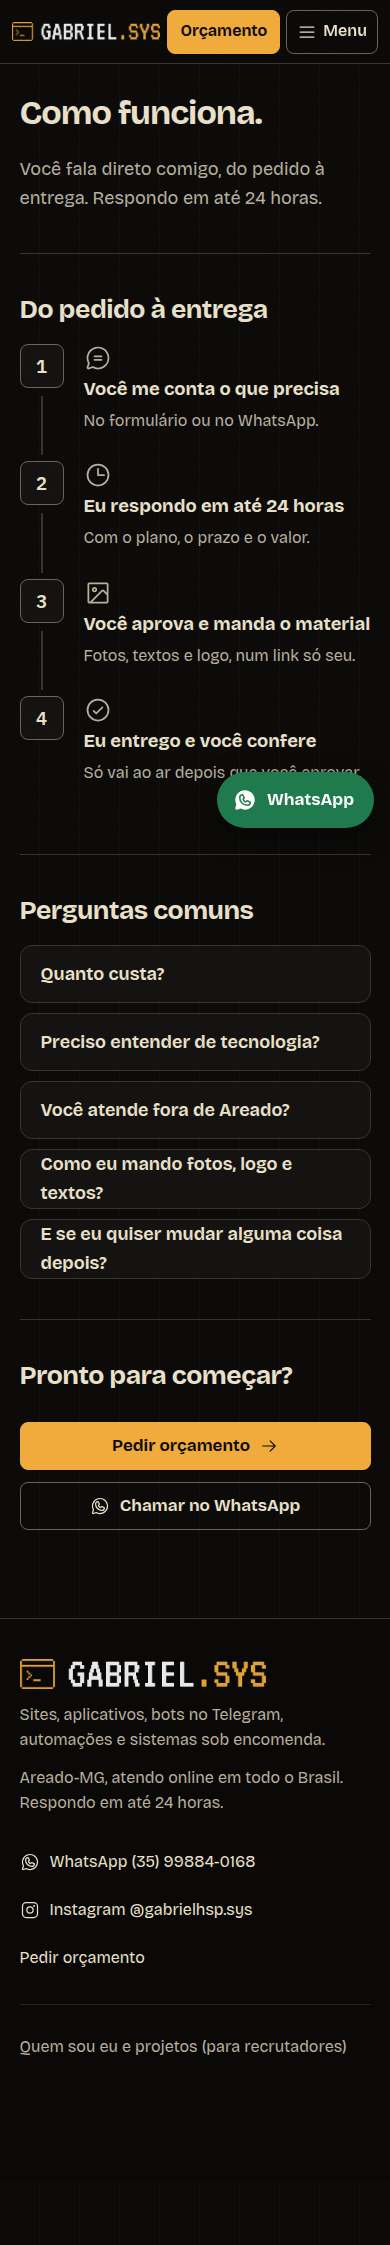 GABRIEL.SYS
Orçamento
Menu
Como funciona.
Você fala direto comigo, do pedido à
entrega. Respondo em até 24 horas.
Do pedido à entrega
1
Você me conta o que precisa
No formulário ou no WhatsApp.
2
Eu respondo em até 24 horas
Com o plano, o prazo e o valor.
3
Você aprova e manda o material
Fotos, textos e logo, num link só seu.
4
Eu entrego e você confere
Só vai ao ar depois que você aprovar.
WhatsApp
Perguntas comuns
Quanto custa?
Preciso entender de tecnologia?
Você atende fora de Areado?
Como eu mando fotos, logo e
textos?
E se eu quiser mudar alguma coisa
depois?
Pronto para começar?
Pedir orçamento
Chamar no WhatsApp
GABRIEL.SYS
Sites, aplicativos, bots no Telegram,
automações e sistemas sob encomenda.
Areado-MG, atendo online em todo o Brasil.
Respondo em até 24 horas.
WhatsApp (35) 99884-0168
Instagram @gabrielhsp.sys
Pedir orçamento
Quem sou eu e projetos (para recrutadores)